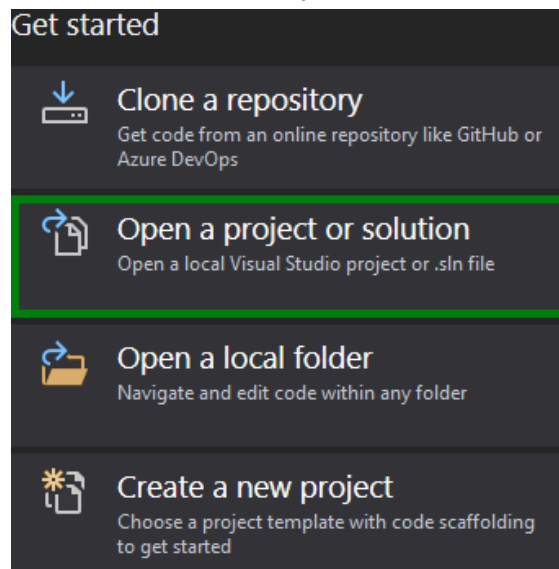 Get started
Clone a repository
Get code from an online repository like GitHub or
Azure DevOps
Open a project or solution
Open a local Visual Studio project or .sln file
Open a local folder
Navigate and edit code within any folder
Create a new project
Choose a project template with code scaffolding
to get started